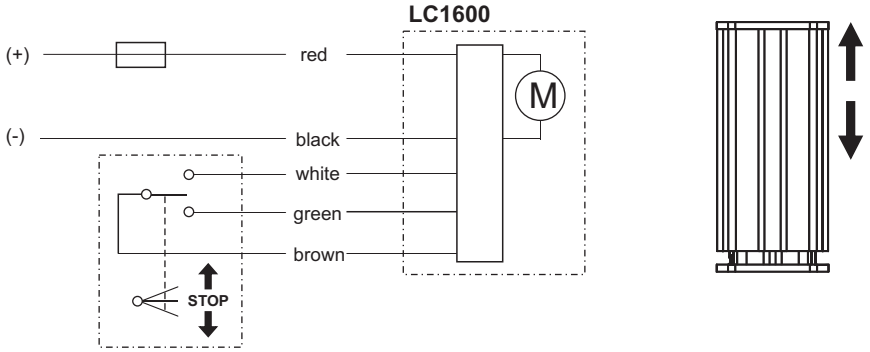 LC1600
(+)
red
M
(-)
black
white
green
brown
STOP